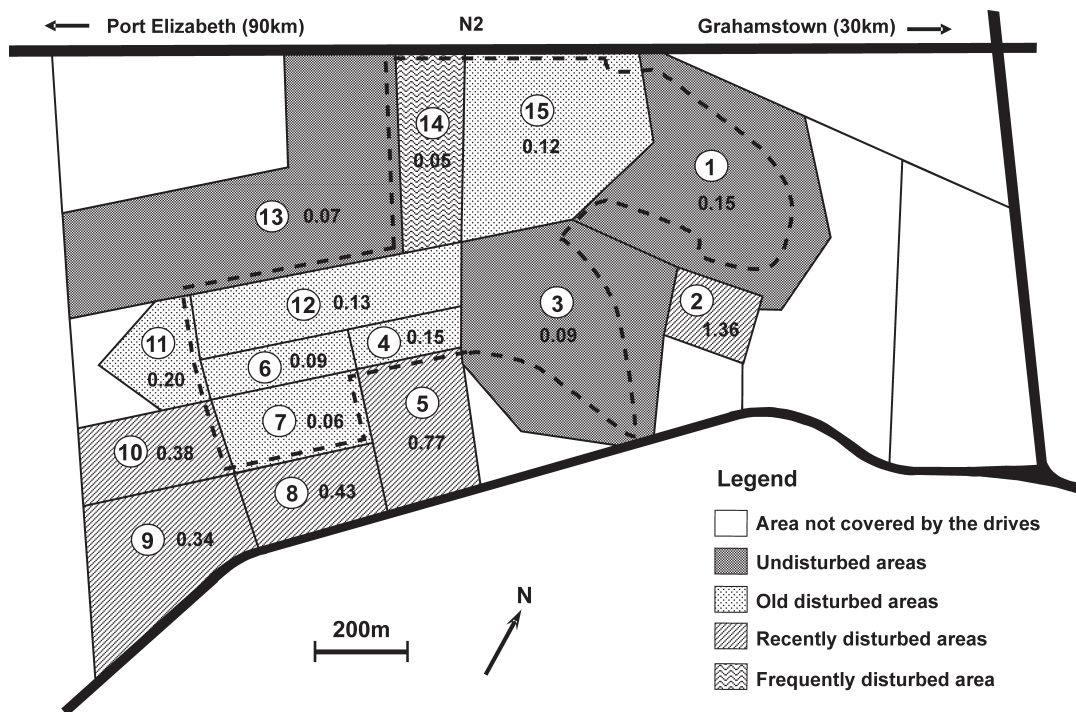 Port Elizabeth (90km)
N2
Grahamstown (30km)
14
0.05
15
0.12
1
0.15
13
0.07
12
0.13
3
0.09
2
1.36
11
0.20
4
0.15
6
0.09
5
0.77
7
0.06
10
0.38
8
0.43
9
0.34
Legend
Area not covered by the drives
Undisturbed areas
Old disturbed areas
Recently disturbed areas
Frequently disturbed area
200m
N